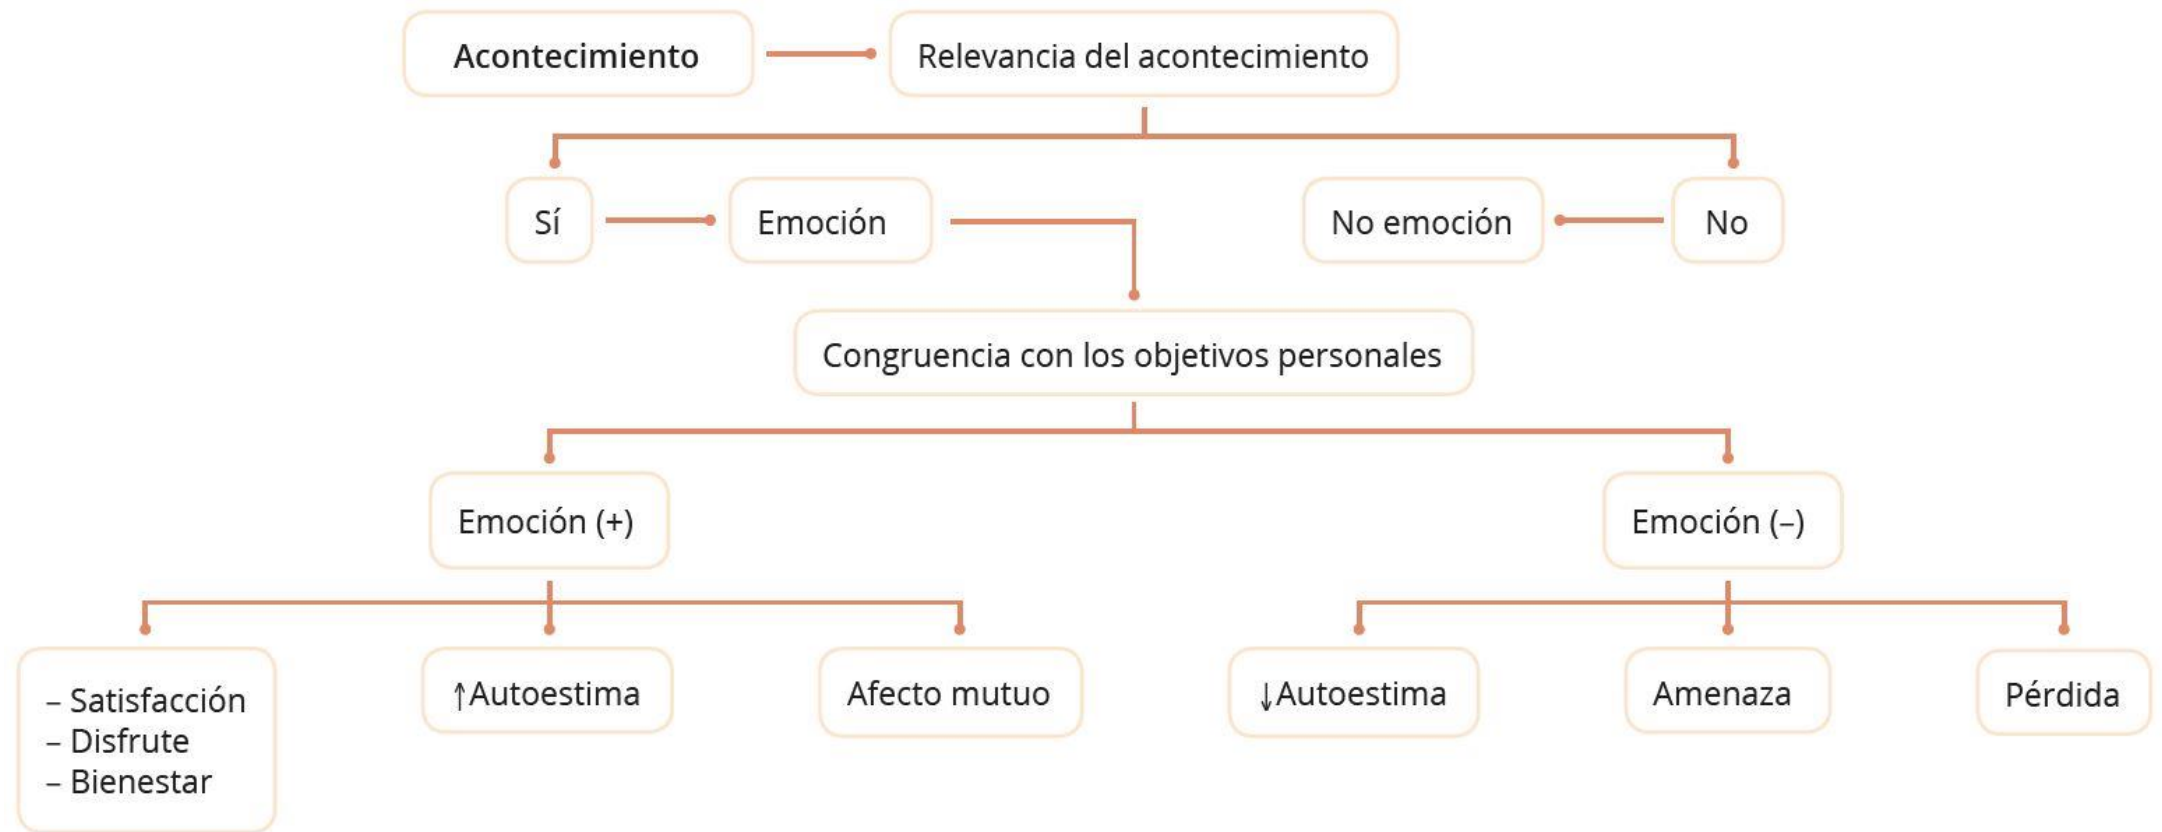 Acontecimiento
Relevancia del acontecimiento
Sí
Emoción
No emoción
No
Congruencia con los objetivos personales
Emoción (+)
Emoción (–)
– Satisfacción
– Disfrute
– Bienestar
↑Autoestima
Afecto mutuo
↓Autoestima
Amenaza
Pérdida